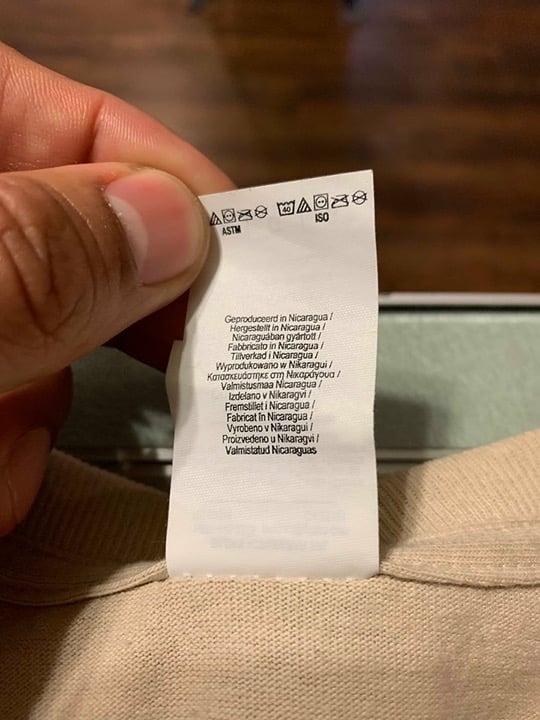 40
ASTM
ISO
Geproduceerd in Nicaragua /
Hergestellt in Nicaragua /
Nicaraguában gyártott /
Fabbricato in Nicaragua /
Tillverkad i Nicaragua /
Wyprodukowano w Nikaragui /
Κατασκευάστηκε στη Νικαράγουα /
Valmistusmaa Nicaragua /
Izdelano v Nikaragvi /
Fremstillet i Nicaragua /
Fabricat în Nicaragua /
Vyrobeno v Nikaragui /
Proizvedeno u Nikaragvi /
Valmistatud Nicaraguas